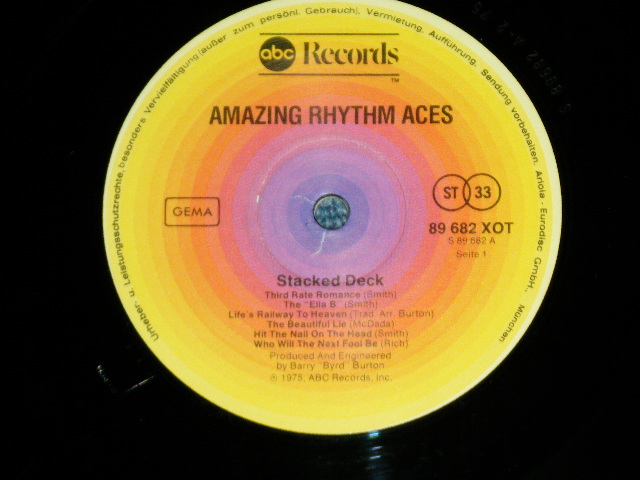 Urheber- u. Leistungsschutzrechte, besonders Vervielfältigung (außer zum persönl. Gebrauch), Vermietung, Aufführung, Sendung vorbehalten. Ariola - Eurodisc GmbH., München
abc Records
TM
AMAZING RHYTHM ACES
GEMA
ST 33
89 682 XOT
S 89 682 A
Seite 1
Stacked Deck
Third Rate Romance (Smith)
The "Ella B" (Smith)
Life's Railway To Heaven (Trad. Arr. Burton)
The Beautiful Lie (McDada)
Hit The Nail On The Head (Smith)
Who Will The Next Fool Be (Rich)
Produced And Engineered
by Barry "Byrd" Burton
℗ 1975, ABC Records, Inc.